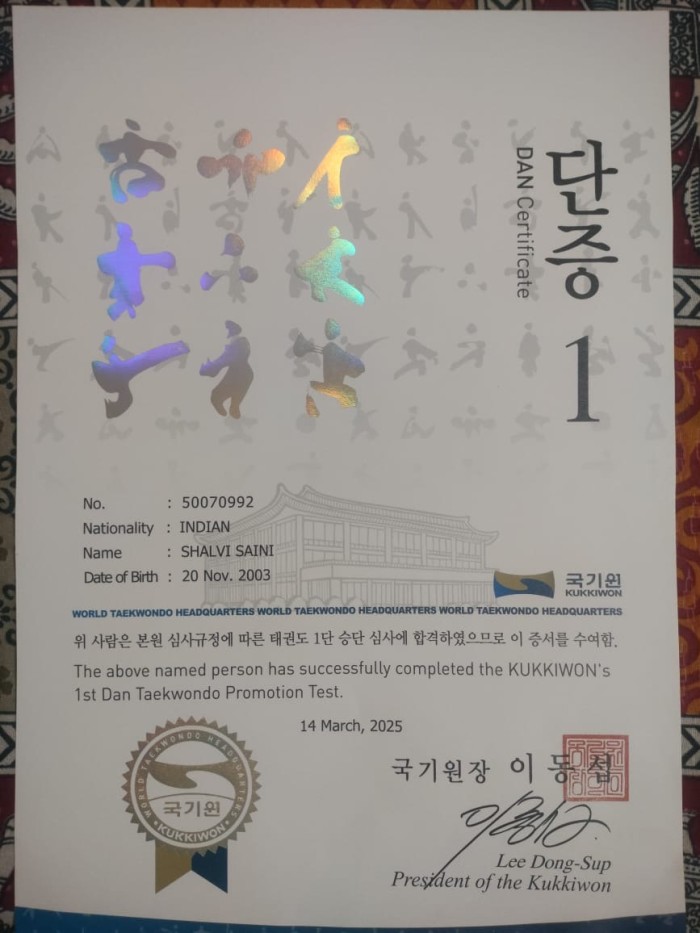 단증
DAN Certificate
1
No. : 50070992
Nationality : INDIAN
Name : SHALVI SAINI
Date of Birth : 20 Nov. 2003
국기원
KUKKIWON
WORLD TAEKWONDO HEADQUARTERS WORLD TAEKWONDO HEADQUARTERS WORLD TAEKWONDO HEADQUARTERS
위 사람은 본원 심사규정에 따른 태권도 1단 승단 심사에 합격하였으므로 이 증서를 수여함.
The above named person has successfully completed the KUKKIWON's
1st Dan Taekwondo Promotion Test.
14 March, 2025
WORLD TAEKWONDO HEADQUARTERS
국기원
KUKKIWON
국기원장 이동섭
Lee Dong-Sup
President of the Kukkiwon